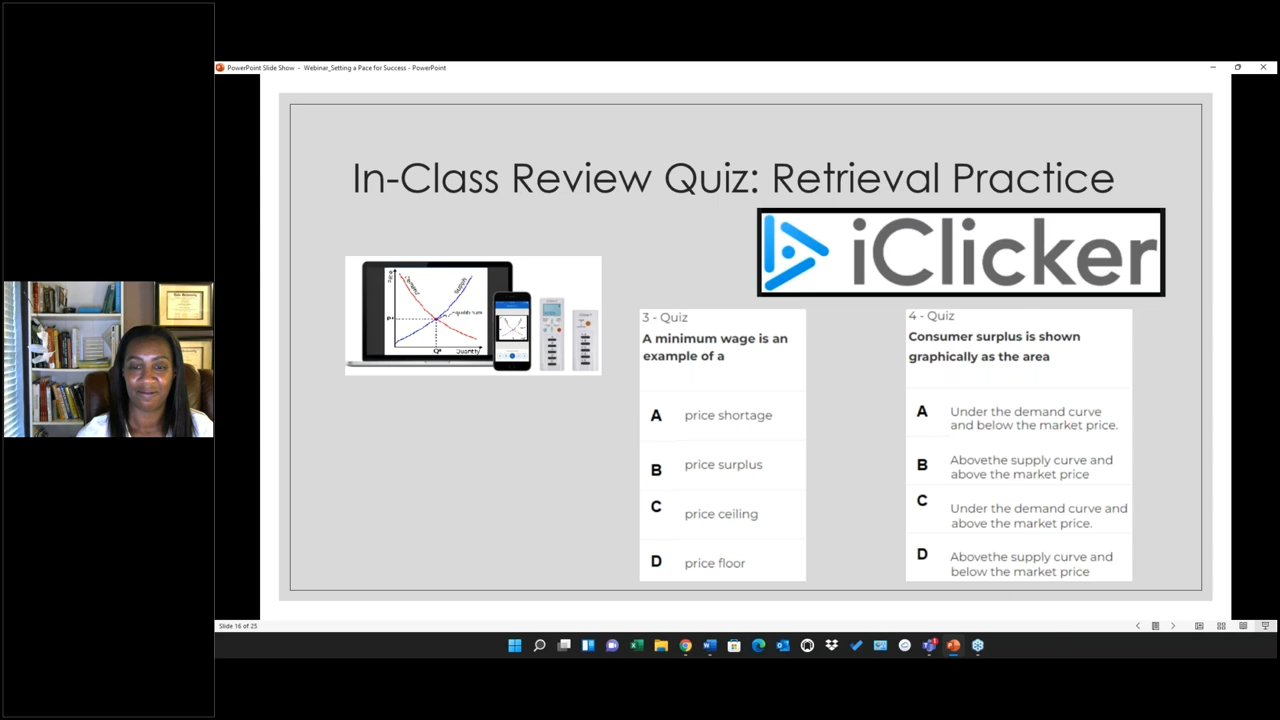 PowerPoint Slide Show - Webinar_Setting a Pace for Success - PowerPoint
In-Class Review Quiz: Retrieval Practice
iClicker
Price
Supply
P*
Q*
Quantity
3 - Quiz
A minimum wage is an
example of a
A price shortage
B price surplus
C price ceiling
D price floor
4 - Quiz
Consumer surplus is shown
graphically as the area
A Under the demand curve
and below the market price.
B Abovethe supply curve and
above the market price
C Under the demand curve and
above the market price.
D Abovethe supply curve and
below the market price
Slide 16 of 25